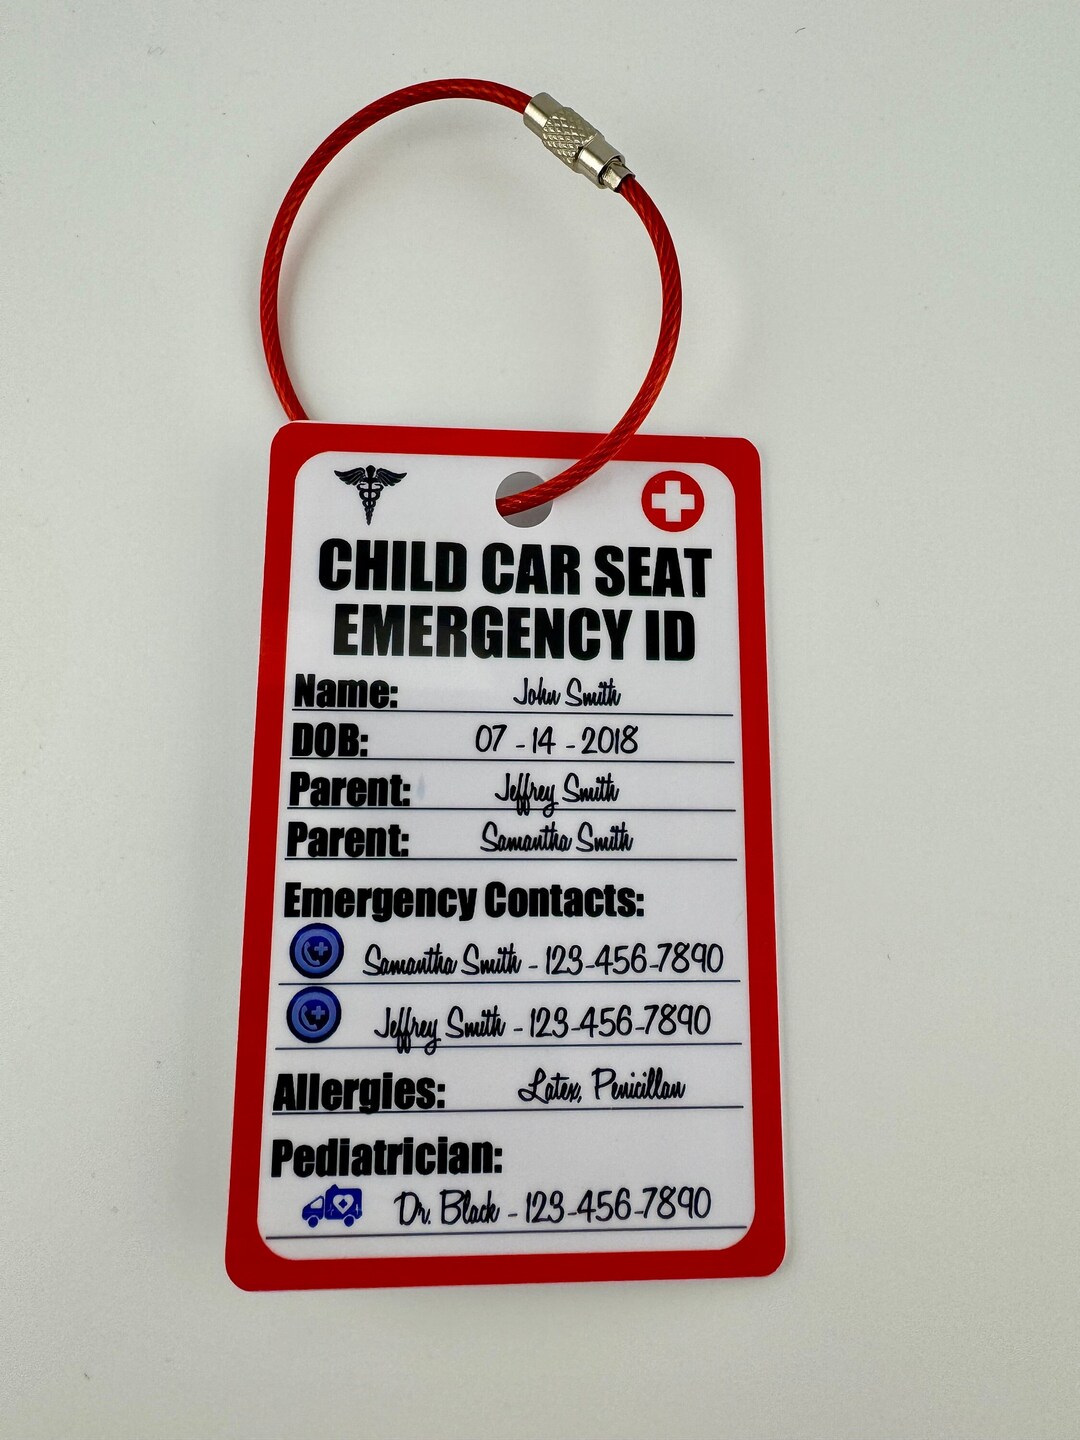 CHILD CAR SEAT
EMERGENCY ID
Name: John Smith
DOB: 07 - 14 - 2018
Parent: Jeffrey Smith
Parent: Samantha Smith
Emergency Contacts:
Samantha Smith - 123-456-7890
Jeffrey Smith - 123-456-7890
Allergies: Latex, Penicillan
Pediatrician:
Dr. Black - 123-456-7890